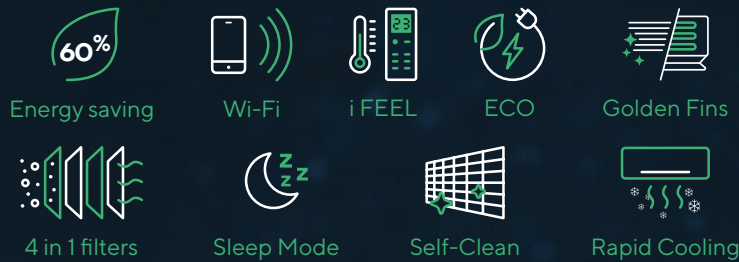 60%
Energy saving
Wi-Fi
23
i FEEL
ECO
Golden Fins
4 in 1 filters
z z z
Sleep Mode
Self-Clean
Rapid Cooling